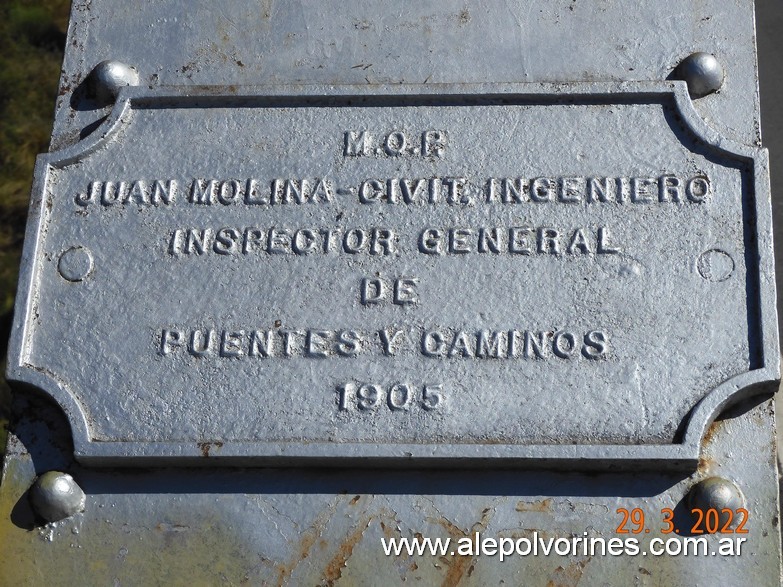 M.O.P.
JUAN MOLINA-CIVIT. INGENIERO
INSPECTOR GENERAL
DE
PUENTES Y CAMINOS
1905
29. 3. 2022
www.alepolvorines.com.ar